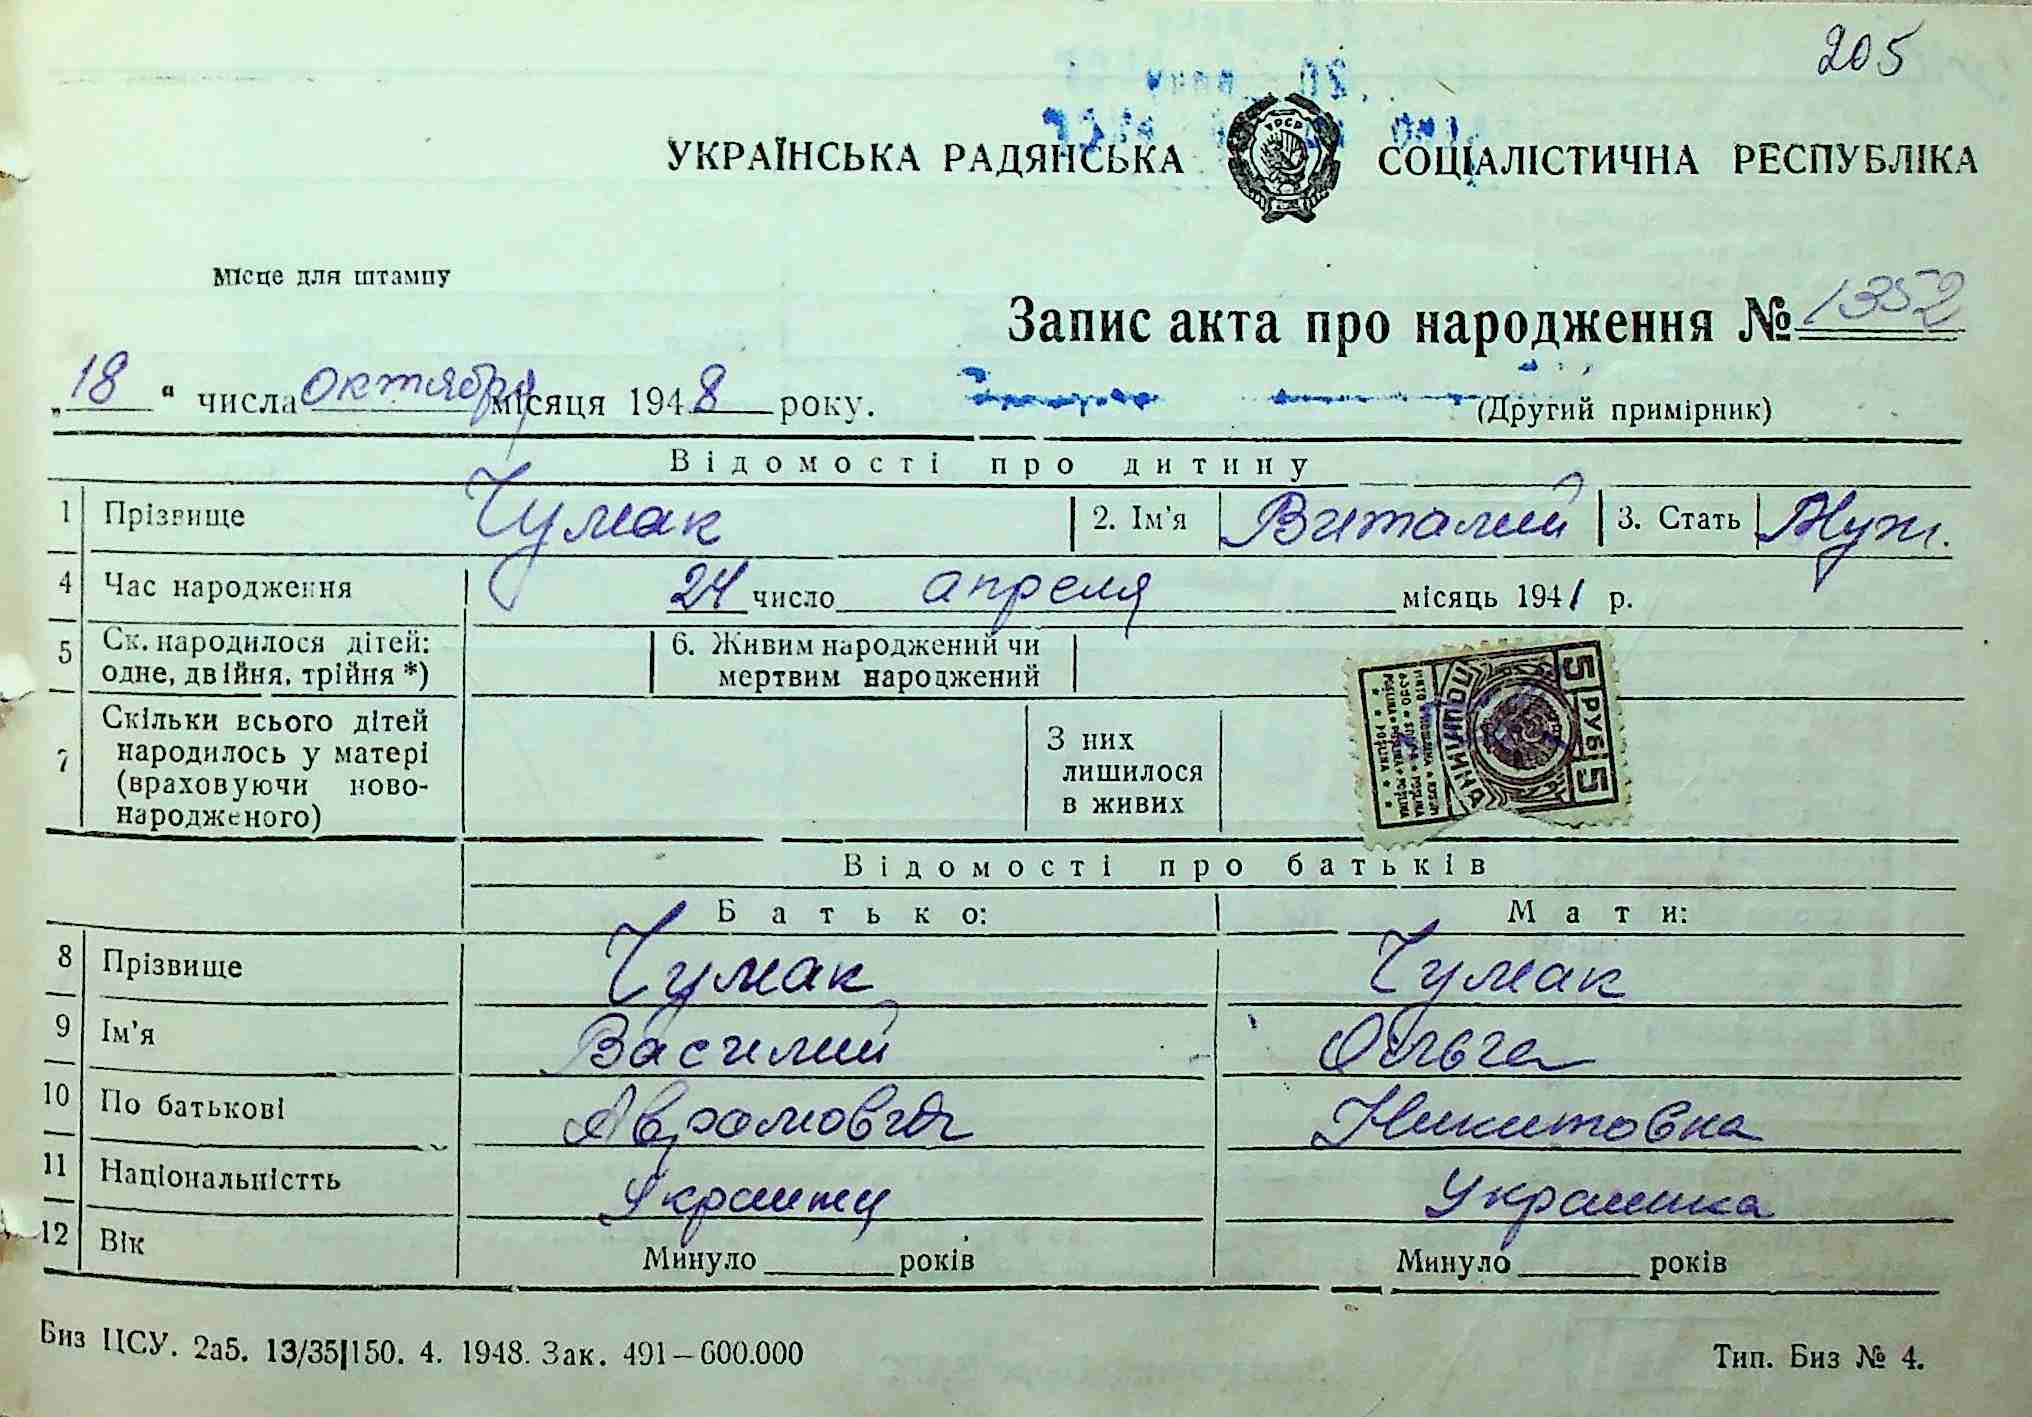 205
УКРАЇНСЬКА РАДЯНСЬКА СОЦІАЛІСТИЧНА РЕСПУБЛІКА
УРСР
Місце для штампу
Запис акта про народження № 1352
„18" числа октября місяця 1948 року.
(Другий примірник)
Відомості про дитину
1 Прізвище Чумак 2. Ім'я Виталий 3. Стать Муж.
4 Час народження 24 число апреля місяць 1941 р.
5 Ск. народилося дітей: одне, двійня, трійня *) 6. Живим народжений чи мертвим народжений
7 Скільки всього дітей народилось у матері (враховуючи новонародженого) З них лишилося в живих
5 РУБ 5
ПОШЛИНА
Відомості про батьків
Батько: Мати:
8 Прізвище Чумак Чумак
9 Ім'я Василий Ольга
10 По батькові Аврамович Никитовна
11 Національністть Украинец Украинка
12 Вік Минуло років Минуло років
Биз ЦСУ. 2а5. 13/35|150. 4. 1948. Зак. 491—600.000 Тип. Биз № 4.